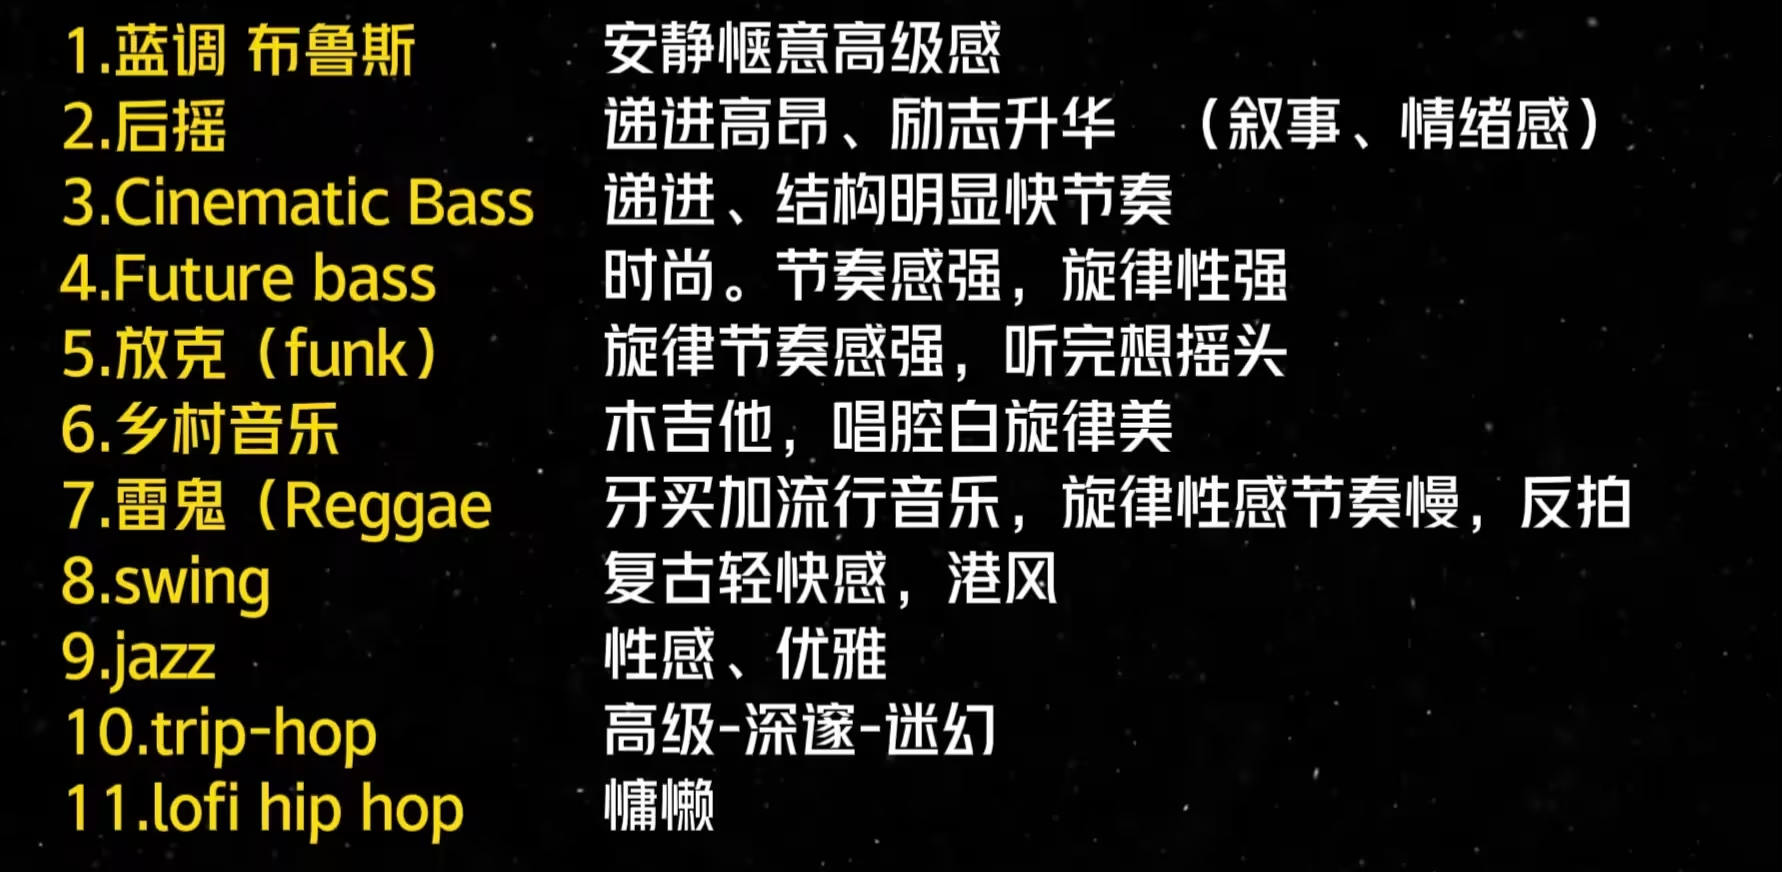 1.蓝调 布鲁斯 安静惬意高级感
2.后摇 递进高昂、励志升华 （叙事、情绪感）
3.Cinematic Bass 递进、结构明显快节奏
4.Future bass 时尚。节奏感强，旋律性强
5.放克（funk） 旋律节奏感强，听完想摇头
6.乡村音乐 木吉他，唱腔白旋律美
7.雷鬼（Reggae 牙买加流行音乐，旋律性感节奏慢，反拍
8.swing 复古轻快感，港风
9.jazz 性感、优雅
10.trip-hop 高级-深邃-迷幻
11.lofi hip hop 慵懒